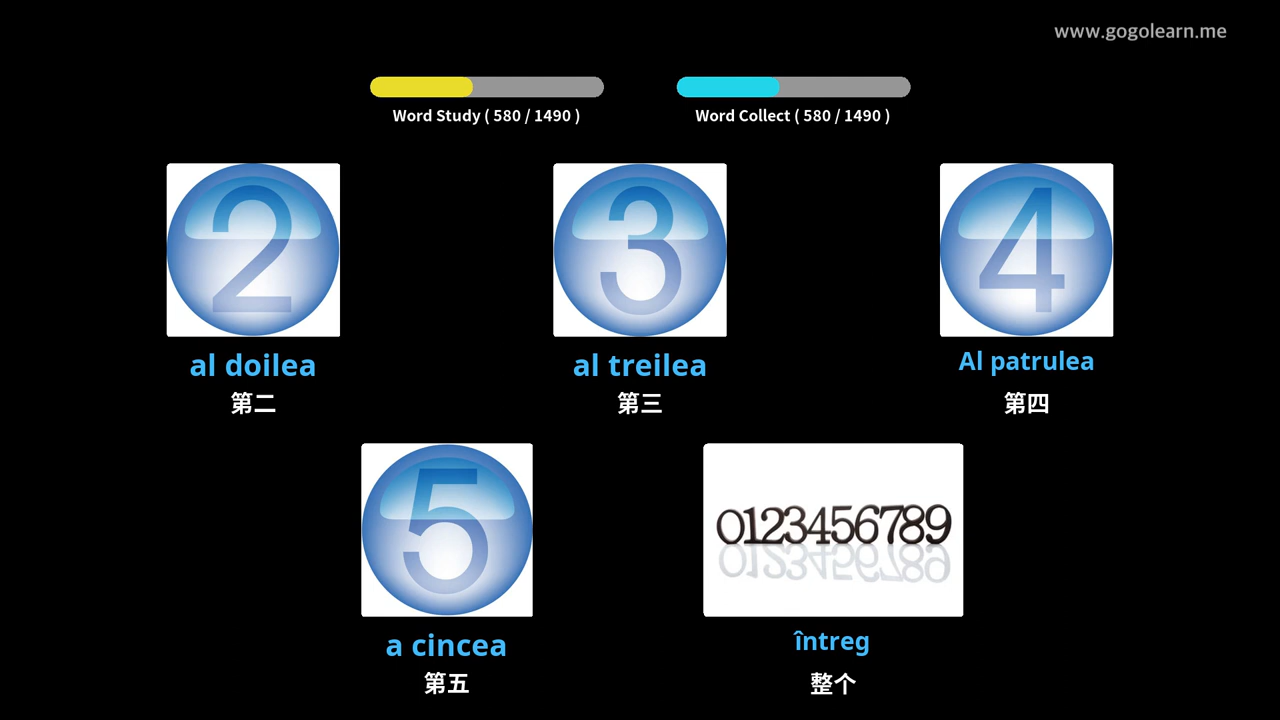 www.gogolearn.me
Word Study ( 580 / 1490 )
Word Collect ( 580 / 1490 )
2
3
4
al doilea
al treilea
Al patrulea
第二
第三
第四
5
0123456789
a cincea
întreg
第五
整个